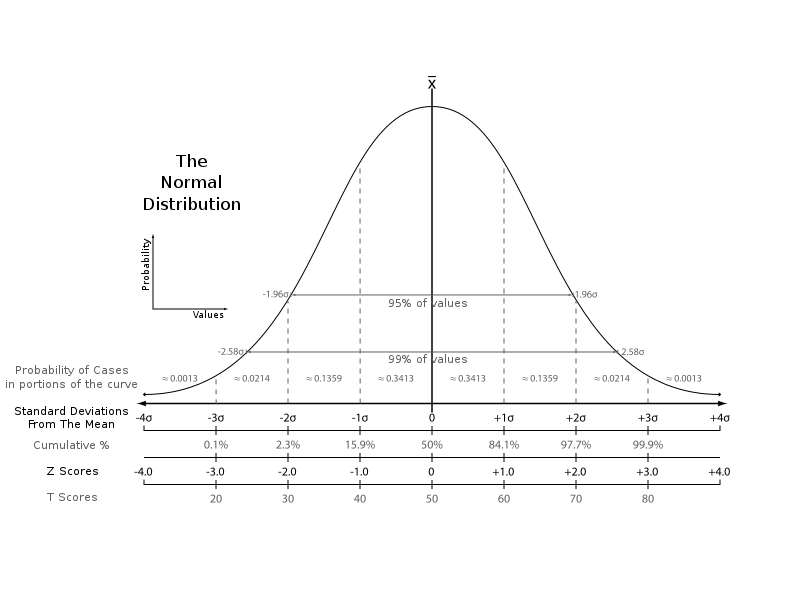 X̄
The
Normal
Distribution
Probability
Values
-1.96σ 1.96σ
95% of values
-2.58σ 2.58σ
99% of values
Probability of Cases
in portions of the curve
≈ 0.0013 ≈ 0.0214 ≈ 0.1359 ≈ 0.3413 ≈ 0.3413 ≈ 0.1359 ≈ 0.0214 ≈ 0.0013
Standard Deviations
From The Mean
-4σ -3σ -2σ -1σ 0 +1σ +2σ +3σ +4σ
Cumulative % 0.1% 2.3% 15.9% 50% 84.1% 97.7% 99.9%
Z Scores -4.0 -3.0 -2.0 -1.0 0 +1.0 +2.0 +3.0 +4.0
T Scores 20 30 40 50 60 70 80